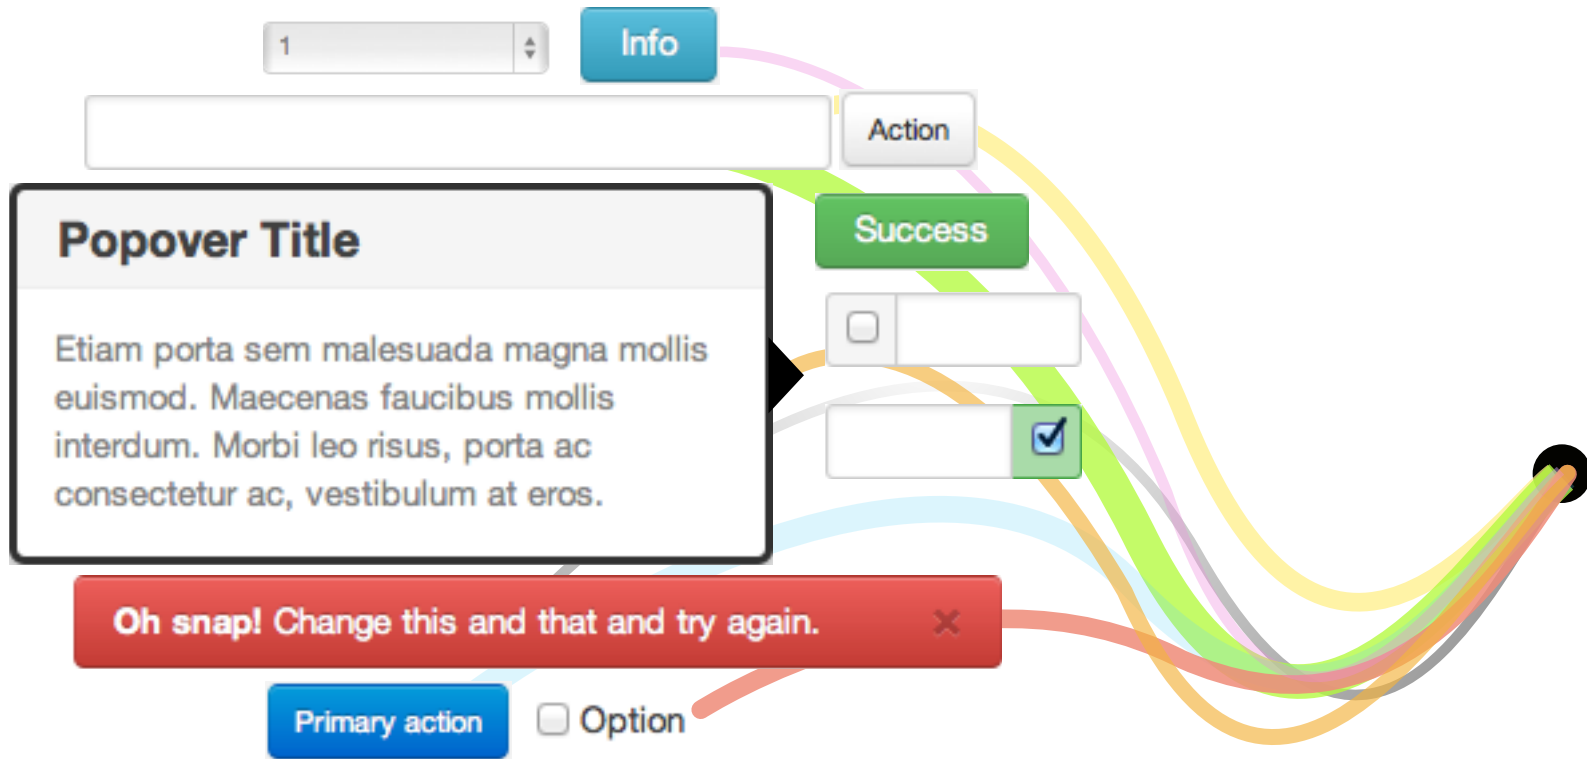 1
Info
Action
Popover Title
Success
Etiam porta sem malesuada magna mollis
euismod. Maecenas faucibus mollis
interdum. Morbi leo risus, porta ac
consectetur ac, vestibulum at eros.
Oh snap! Change this and that and try again. ×
Primary action
Option